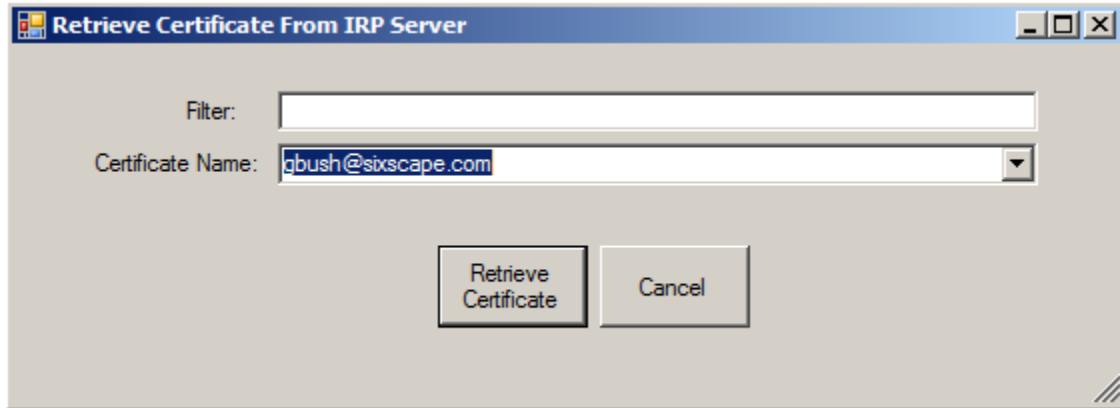 Retrieve Certificate From IRP Server
Filter:
Certificate Name: gbush@sixscape.com
Retrieve
Certificate
Cancel